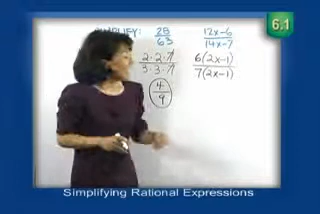 6.1
SIMPLIFY: 28/63 12x-6/14x-7
2·2·7/3·3·7 6(2x-1)/7(2x-1)
4/9
Simplifying Rational Expressions